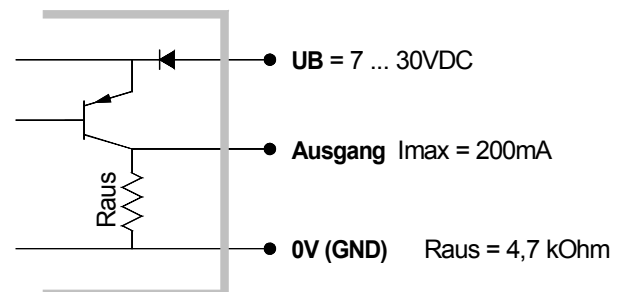 UB = 7 ... 30VDC
Ausgang Imax = 200mA
Raus
0V (GND) Raus = 4,7 kOhm